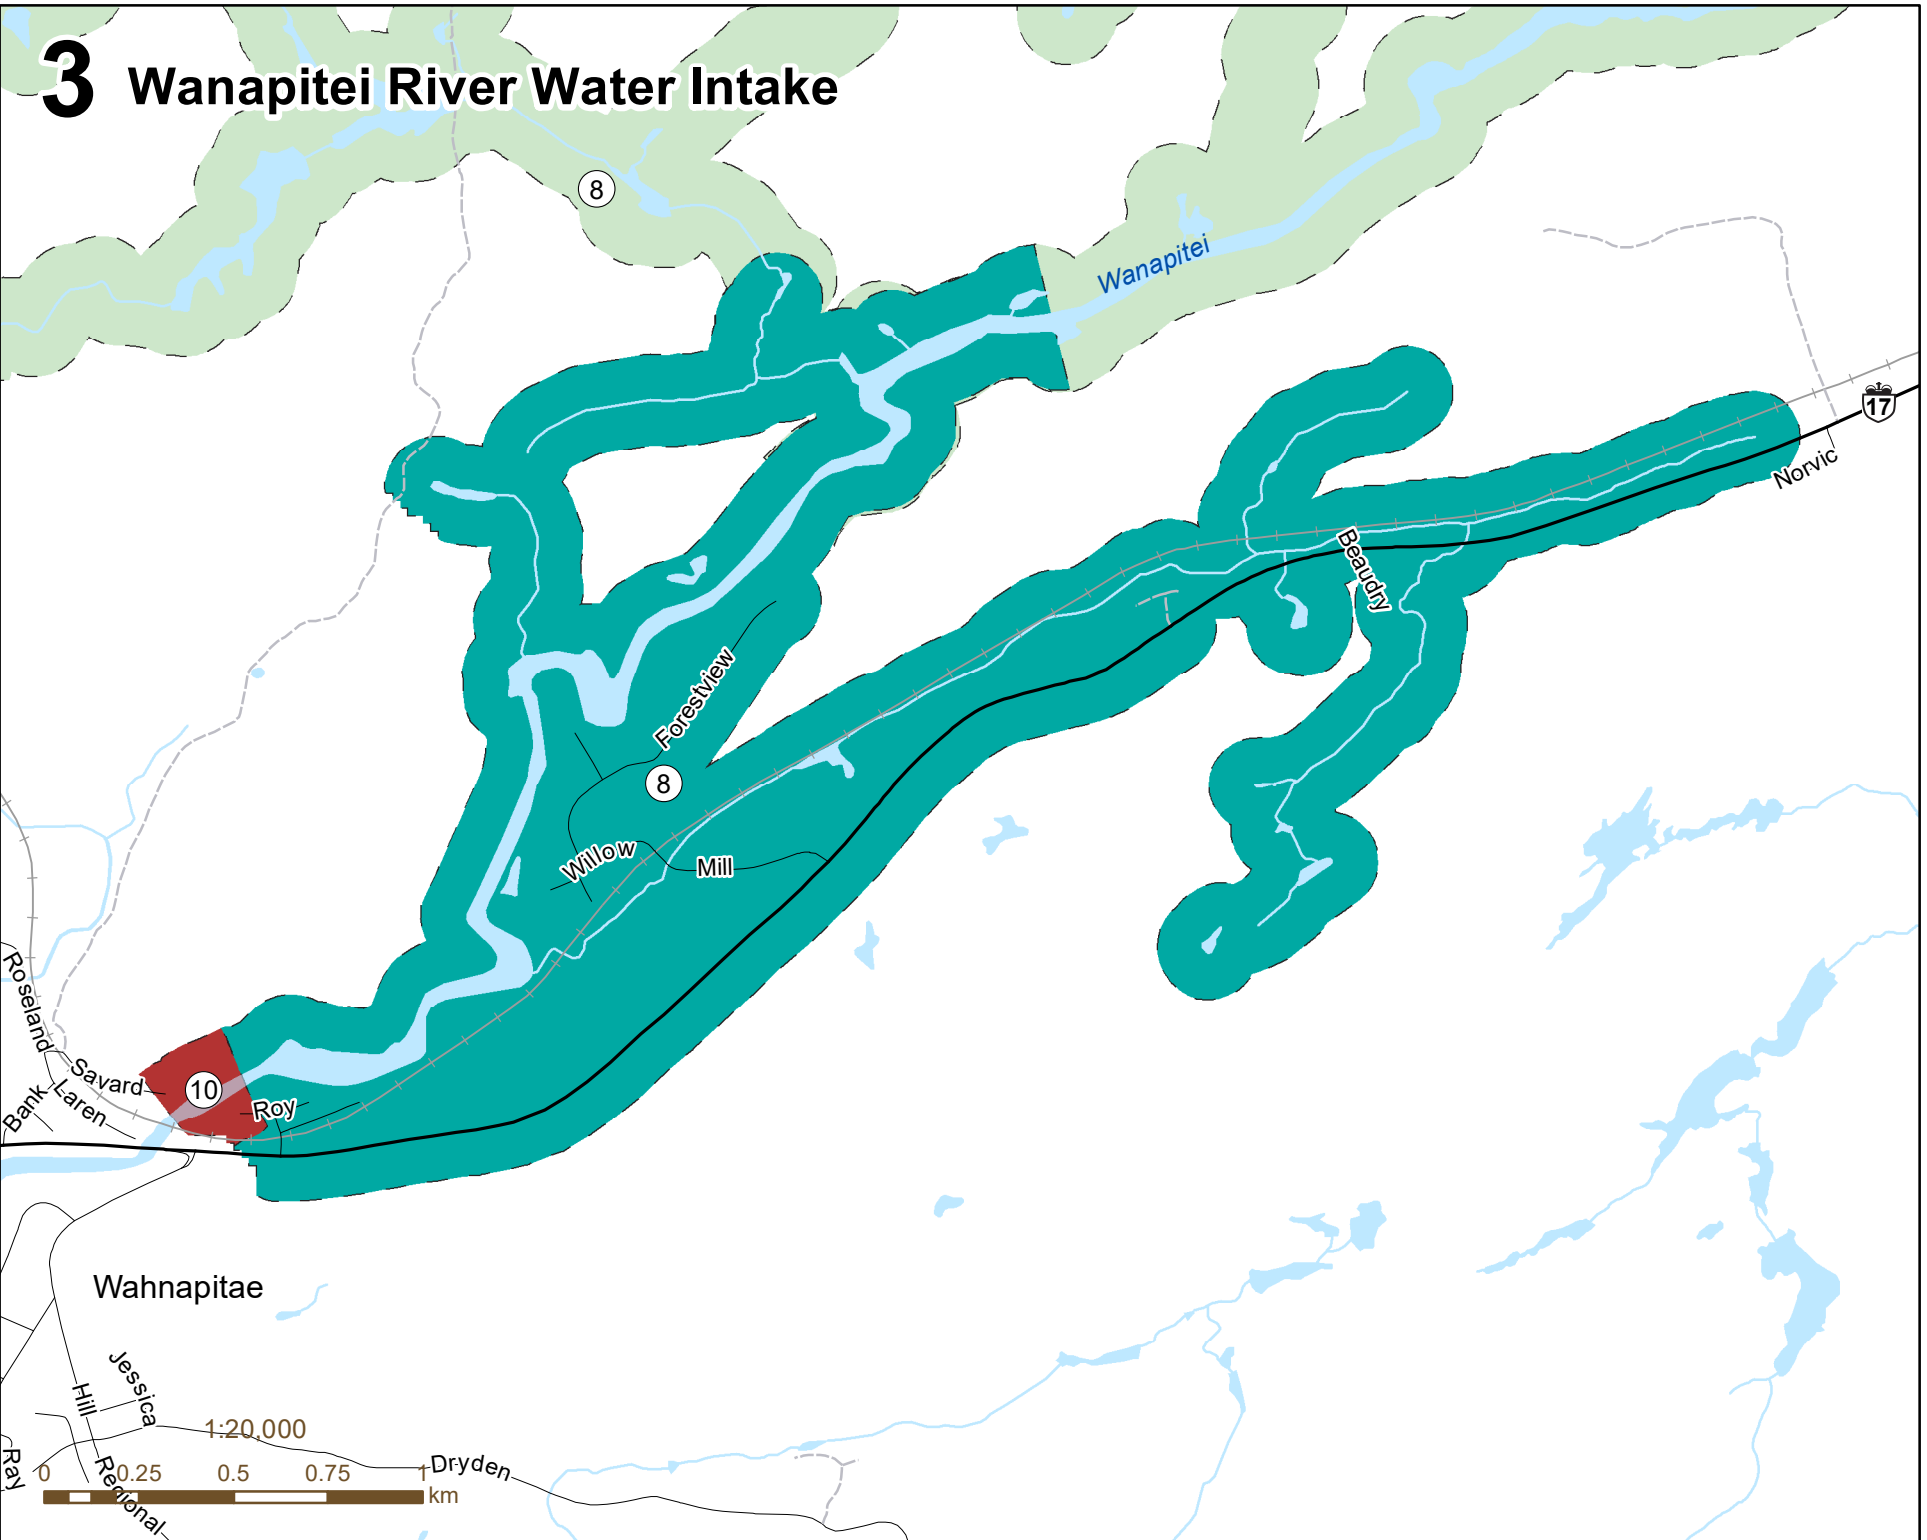 3 Wanapitei River Water Intake
8
Wanapitei
17
Norvic
Beaudry
Forestview
8
Willow
Mill
Roseland
Savard
10
Bank
Laren
Roy
Wahnapitae
Jessica
Hill
1:20,000
Ray
Regional
Dryden
0 0.25 0.5 0.75 1
km